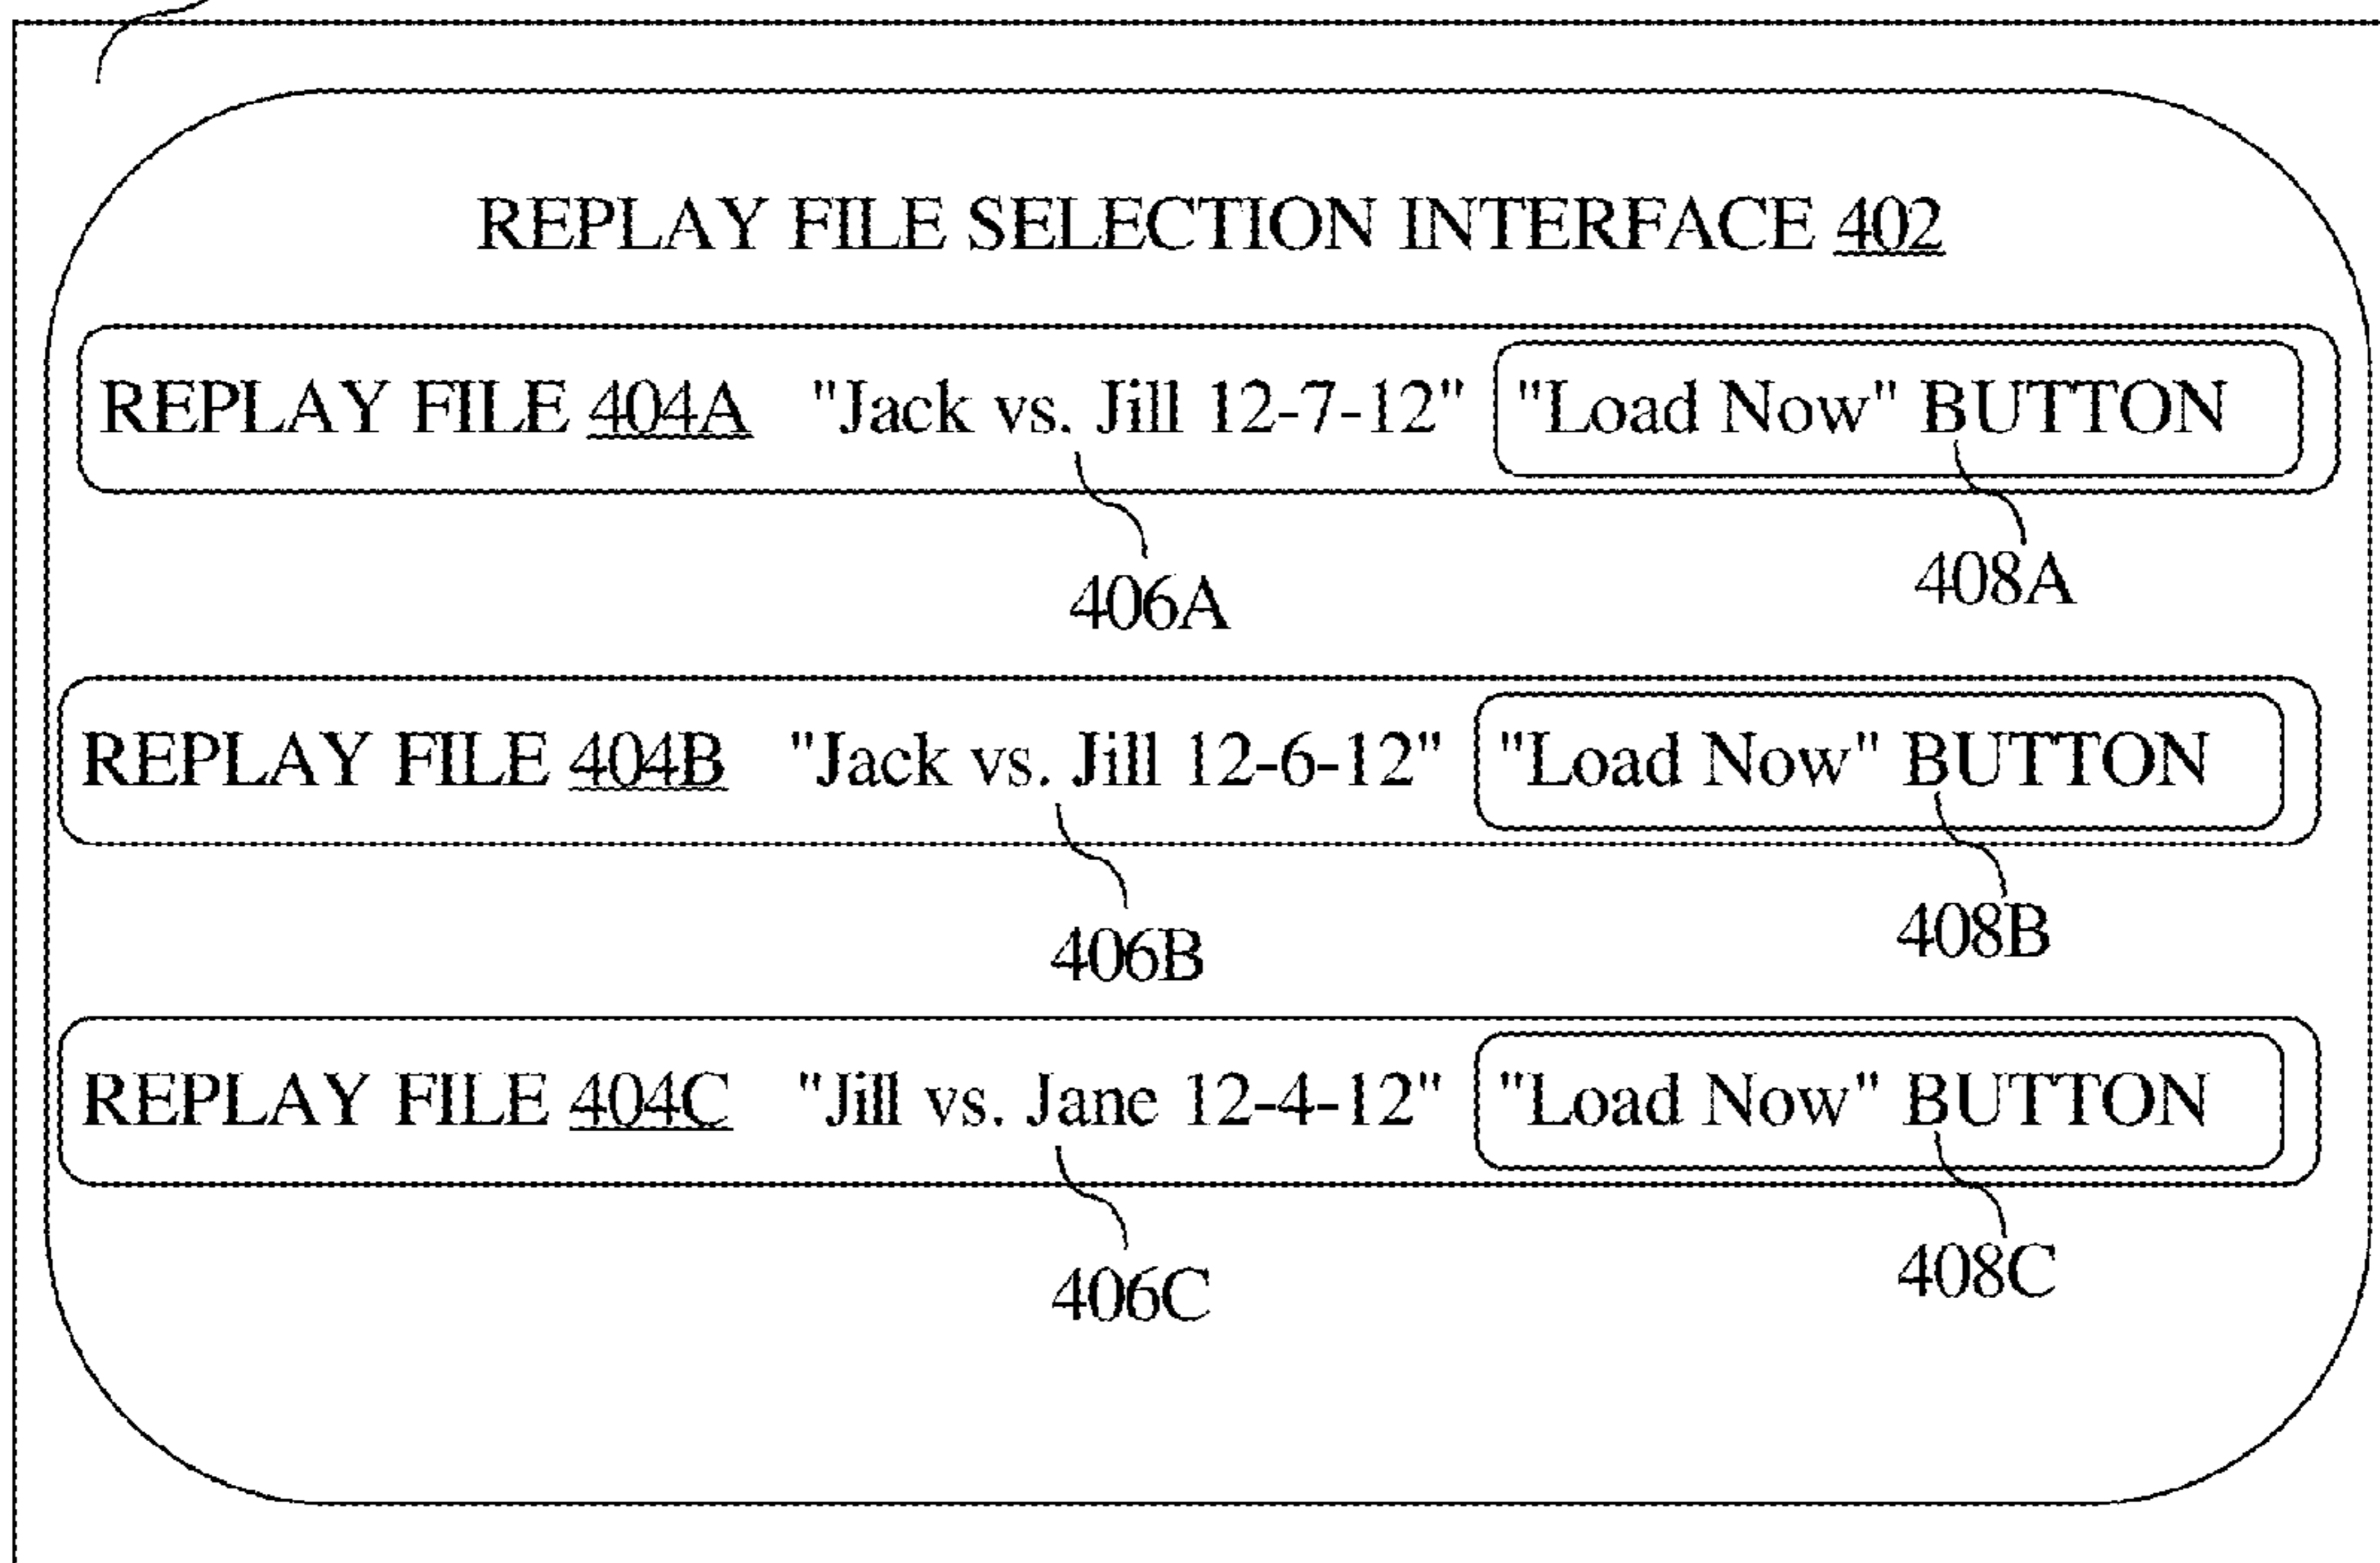 REPLAY FILE SELECTION INTERFACE 402
REPLAY FILE 404A "Jack vs. Jill 12-7-12" "Load Now" BUTTON
406A 408A
REPLAY FILE 404B "Jack vs. Jill 12-6-12" "Load Now" BUTTON
406B 408B
REPLAY FILE 404C "Jill vs. Jane 12-4-12" "Load Now" BUTTON
406C 408C